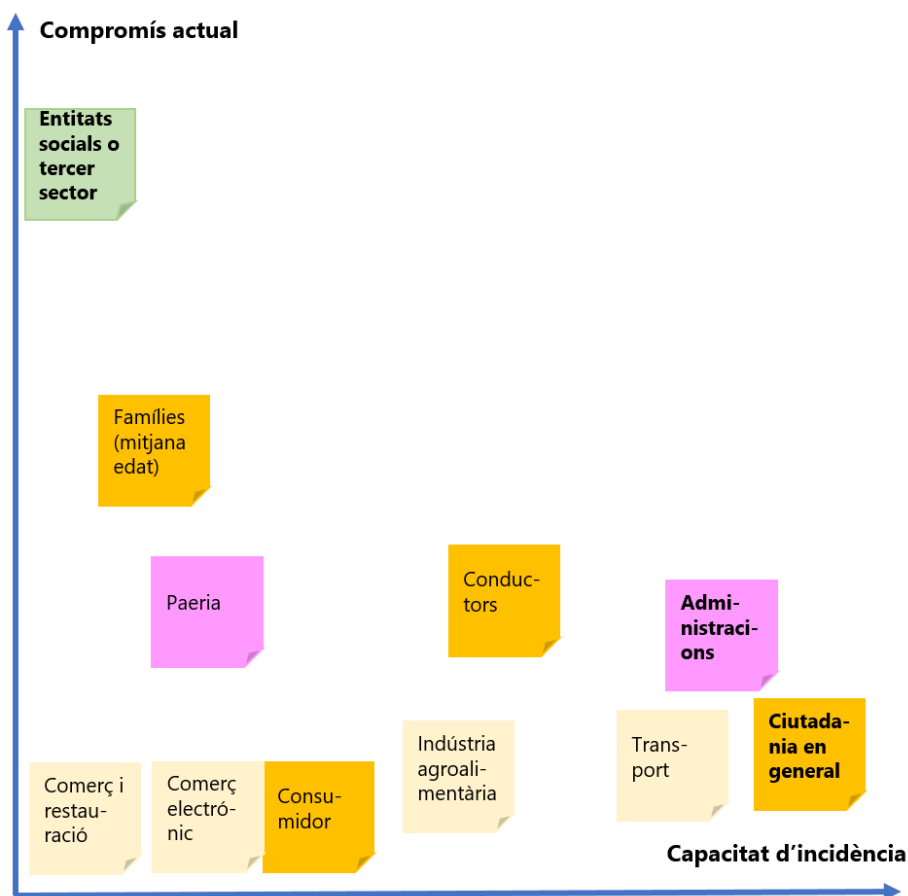 Compromís actual
Entitats
socials o
tercer
sector
Famílies
(mitjana
edat)
Paeria
Conduc-
tors
Admi-
nistraci-
ons
Comerç i
restau-
ració
Comerç
electró-
nic
Consu-
midor
Indústria
agroali-
mentària
Trans-
port
Ciutada-
nia en
general
Capacitat d’incidència